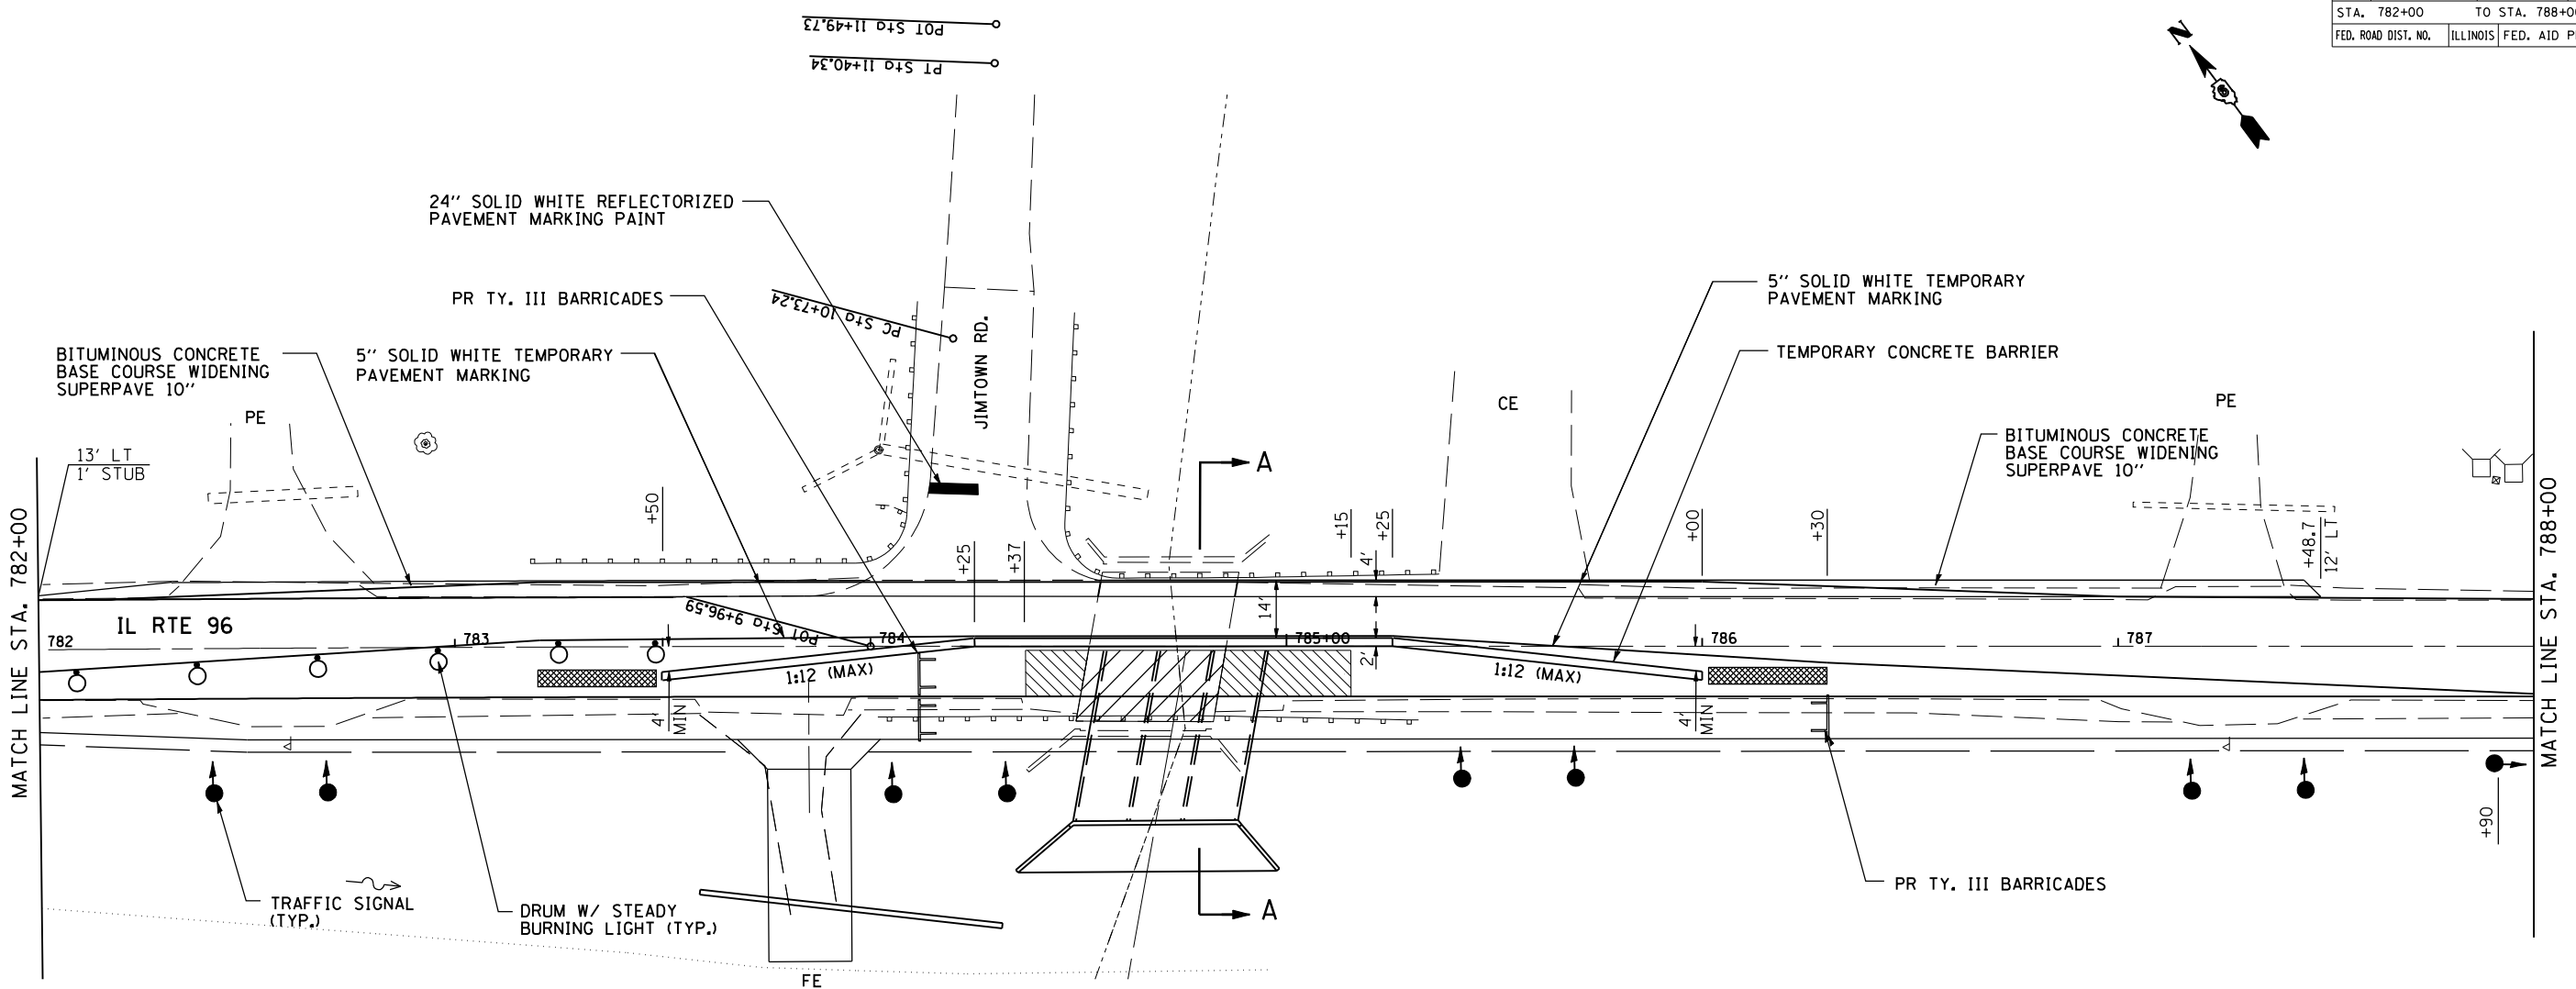 STA. 782+00 TO STA. 788+0
FED. ROAD DIST. NO. ILLINOIS FED. AID P
POT Sta 11+49.73
PT Sta 11+40.34
N
24" SOLID WHITE REFLECTORIZED
PAVEMENT MARKING PAINT
PR TY. III BARRICADES
PC Sta 10+73.24
JIMTOWN RD.
5" SOLID WHITE TEMPORARY
PAVEMENT MARKING
TEMPORARY CONCRETE BARRIER
BITUMINOUS CONCRETE
BASE COURSE WIDENING
SUPERPAVE 10"
5" SOLID WHITE TEMPORARY
PAVEMENT MARKING
PE
CE
PE
BITUMINOUS CONCRETE
BASE COURSE WIDENING
SUPERPAVE 10"
13' LT
1' STUB
A
+50
+25
+37
+15
+25
4'
+00
+30
+48.7
12' LT
MATCH LINE STA. 782+00
MATCH LINE STA. 788+00
IL RTE 96
POT Sta 9+96.59
14'
782
783
784
785+00
786
787
2'
1:12 (MAX)
1:12 (MAX)
4'
MIN
4'
MIN
+90
TRAFFIC SIGNAL
(TYP.)
DRUM W/ STEADY
BURNING LIGHT (TYP.)
A
PR TY. III BARRICADES
FE